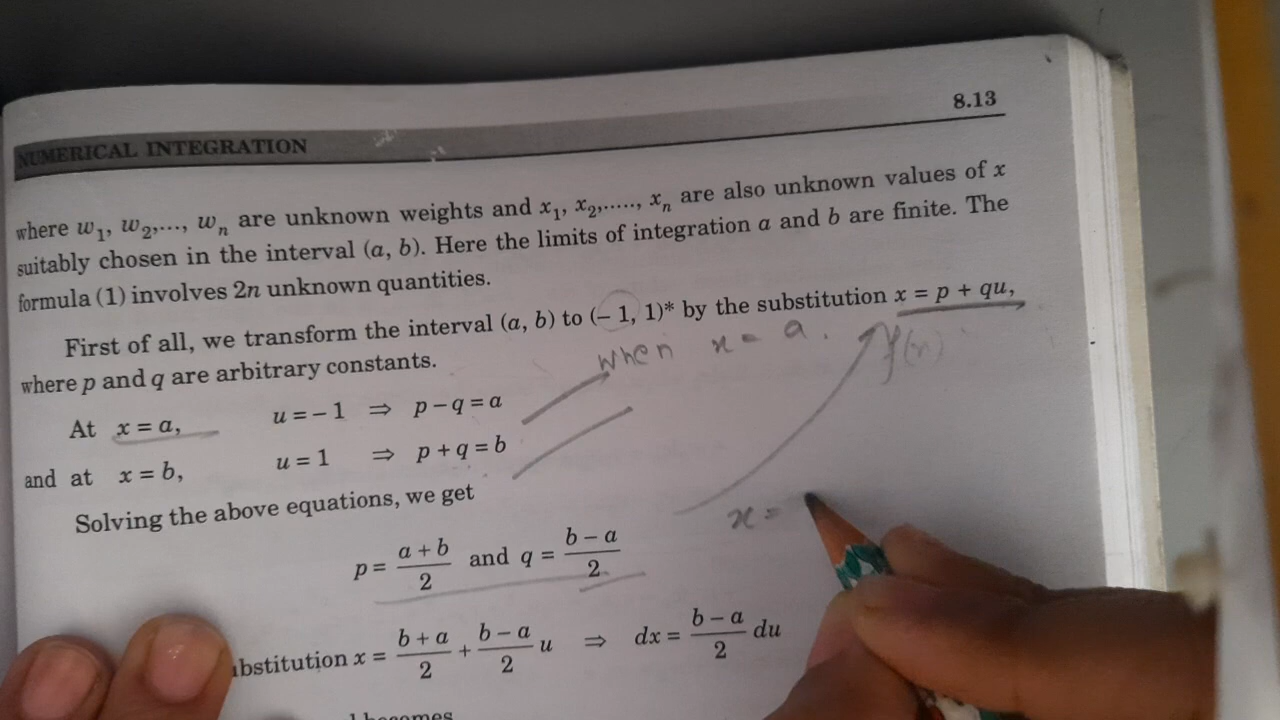 8.13
NUMERICAL INTEGRATION
where w₁, w₂,..., wₙ are unknown weights and x₁, x₂,....., xₙ are also unknown values of x
suitably chosen in the interval (a, b). Here the limits of integration a and b are finite. The
formula (1) involves 2n unknown quantities.
First of all, we transform the interval (a, b) to (– 1, 1)* by the substitution x = p + qu,
where p and q are arbitrary constants.
when x = a. f(x)
At x = a, u = – 1 ⇒ p – q = a
and at x = b, u = 1 ⇒ p + q = b
Solving the above equations, we get
x =
p = (a + b)/2 and q = (b – a)/2
bstitution x = (b + a)/2 + (b – a)/2 u ⇒ dx = (b – a)/2 du
becomes